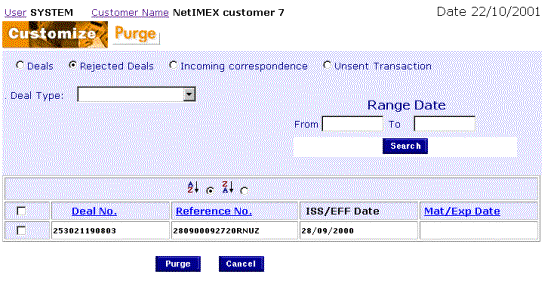 User SYSTEM Customer Name NetIMEX customer 7 Date 22/10/2001
Customize Purge
Deals Rejected Deals Incoming correspondence Unsent Transaction
Deal Type:
Range Date
From To
Search
A Z Z A
Deal No. Reference No. ISS/EFF Date Mat/Exp Date
253021190803 280900092720RNUZ 28/09/2000
Purge Cancel